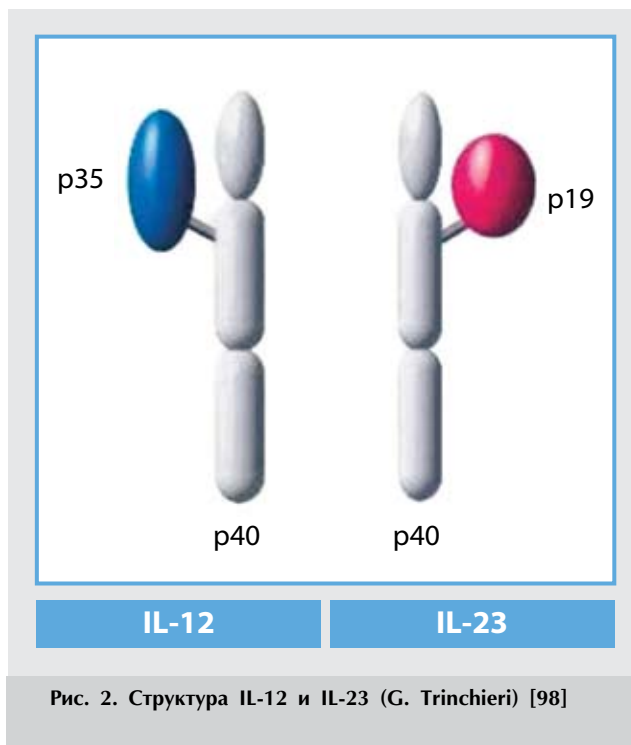 p35
p19
p40
p40
IL-12
IL-23
Рис. 2. Структура IL-12 и IL-23 (G. Trinchieri) [98]